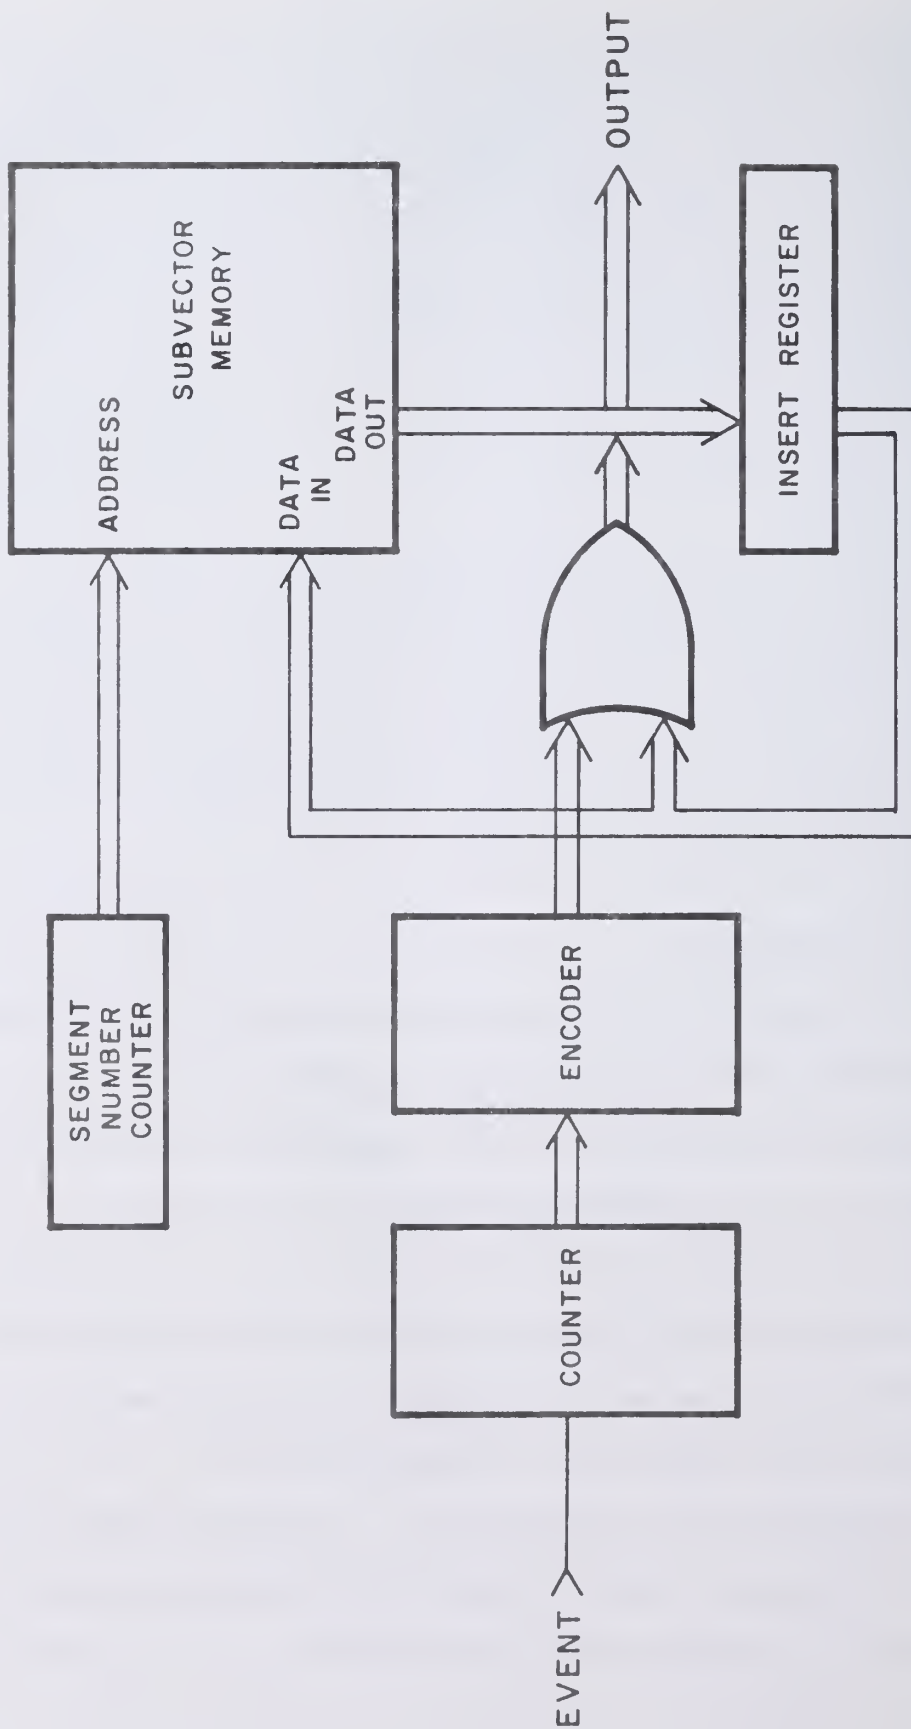 SEGMENT
NUMBER
COUNTER
ADDRESS
SUBVECTOR
MEMORY
DATA
IN
DATA
OUT
EVENT
COUNTER
ENCODER
OUTPUT
INSERT REGISTER